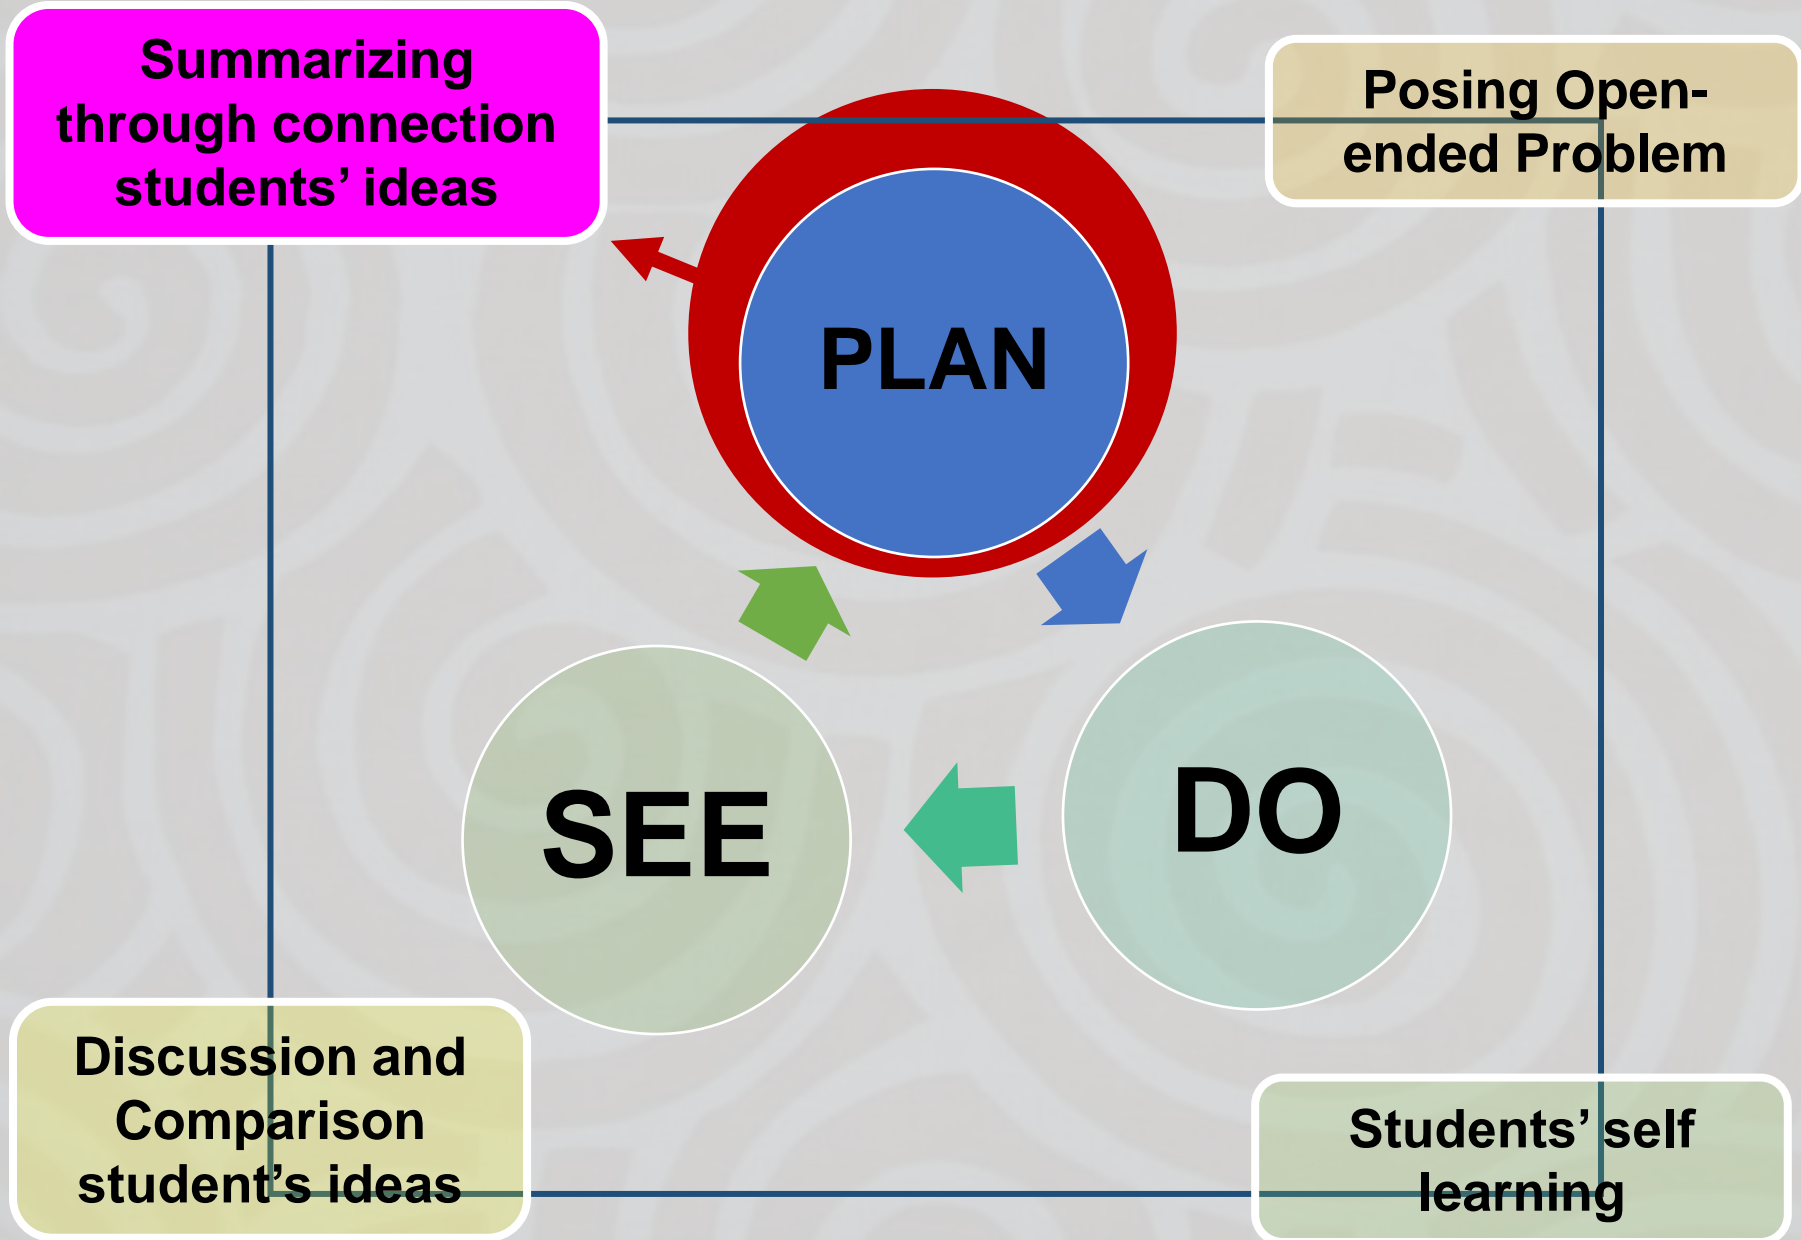 Summarizing
through connection
students’ ideas
Posing Open-
ended Problem
PLAN
SEE
DO
Discussion and
Comparison
student’s ideas
Students’ self
learning